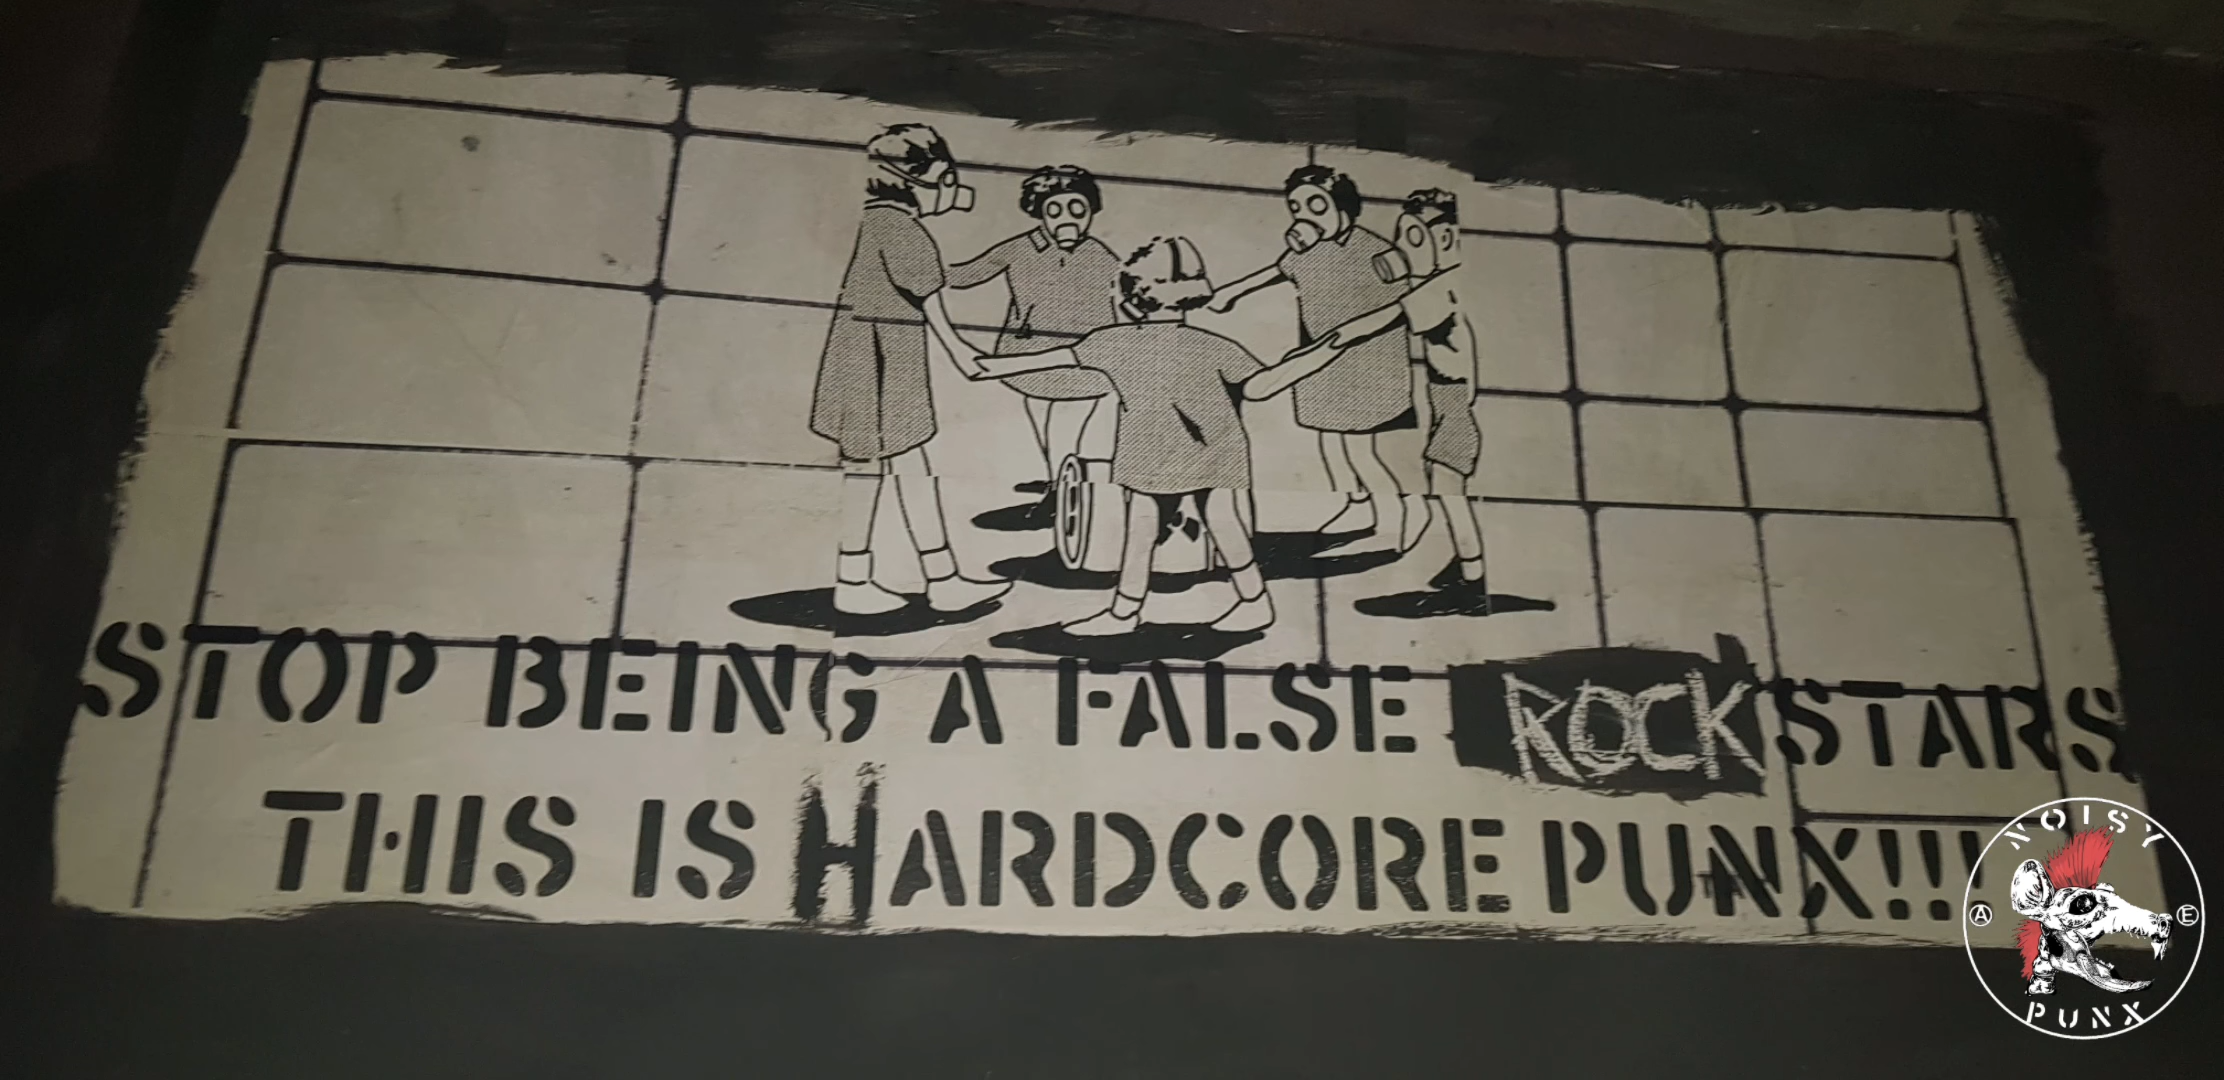 STOP BEING A FALSE ROCK STARS
THIS IS HARDCORE PUNX!!!
NOISY
A E
PUNX